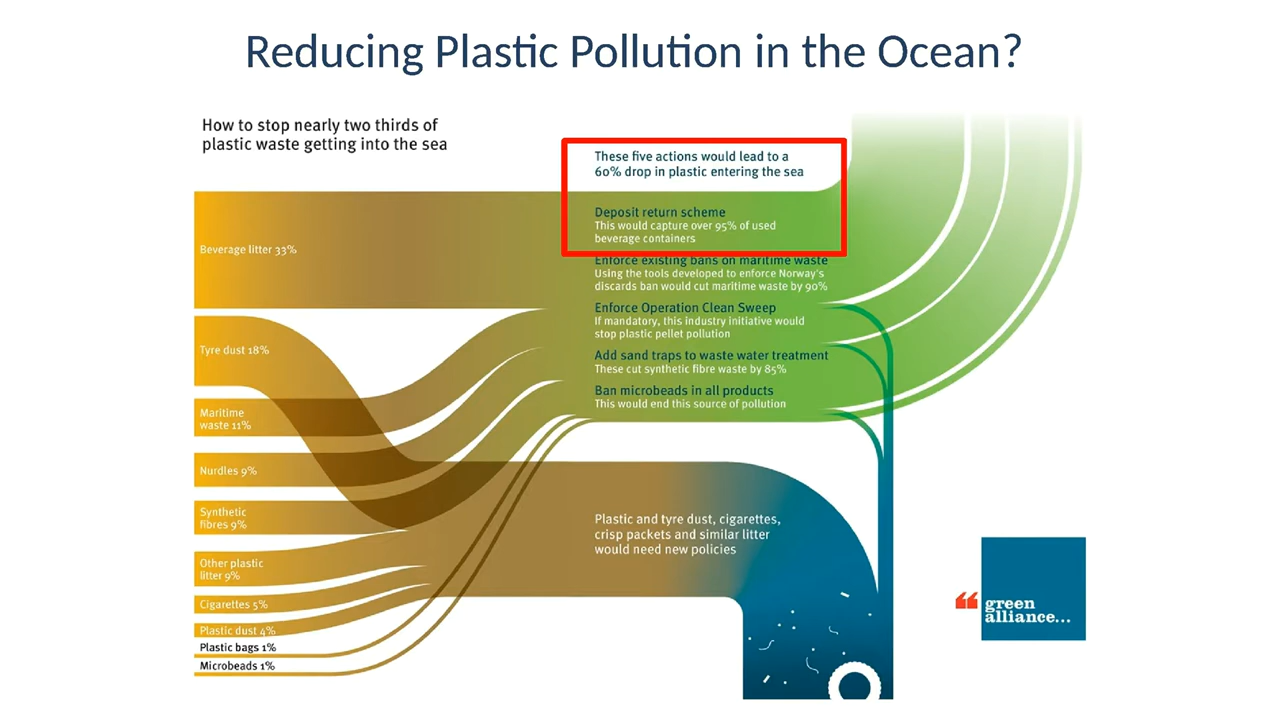 Reducing Plastic Pollution in the Ocean?
How to stop nearly two thirds of
plastic waste getting into the sea
These five actions would lead to a
60% drop in plastic entering the sea
Deposit return scheme
This would capture over 95% of used
beverage containers
Beverage litter 33%
Enforce existing bans on maritime waste
Using the tools developed to enforce Norway's
discards ban would cut maritime waste by 90%
Enforce Operation Clean Sweep
If mandatory, this industry initiative would
stop plastic pellet pollution
Tyre dust 18%
Add sand traps to waste water treatment
These cut synthetic fibre waste by 85%
Ban microbeads in all products
This would end this source of pollution
Maritime
waste 11%
Nurdles 9%
Synthetic
fibres 9%
Plastic and tyre dust, cigarettes,
crisp packets and similar litter
would need new policies
Other plastic
litter 9%
Cigarettes 5%
Plastic dust 4%
Plastic bags 1%
Microbeads 1%
green
alliance...